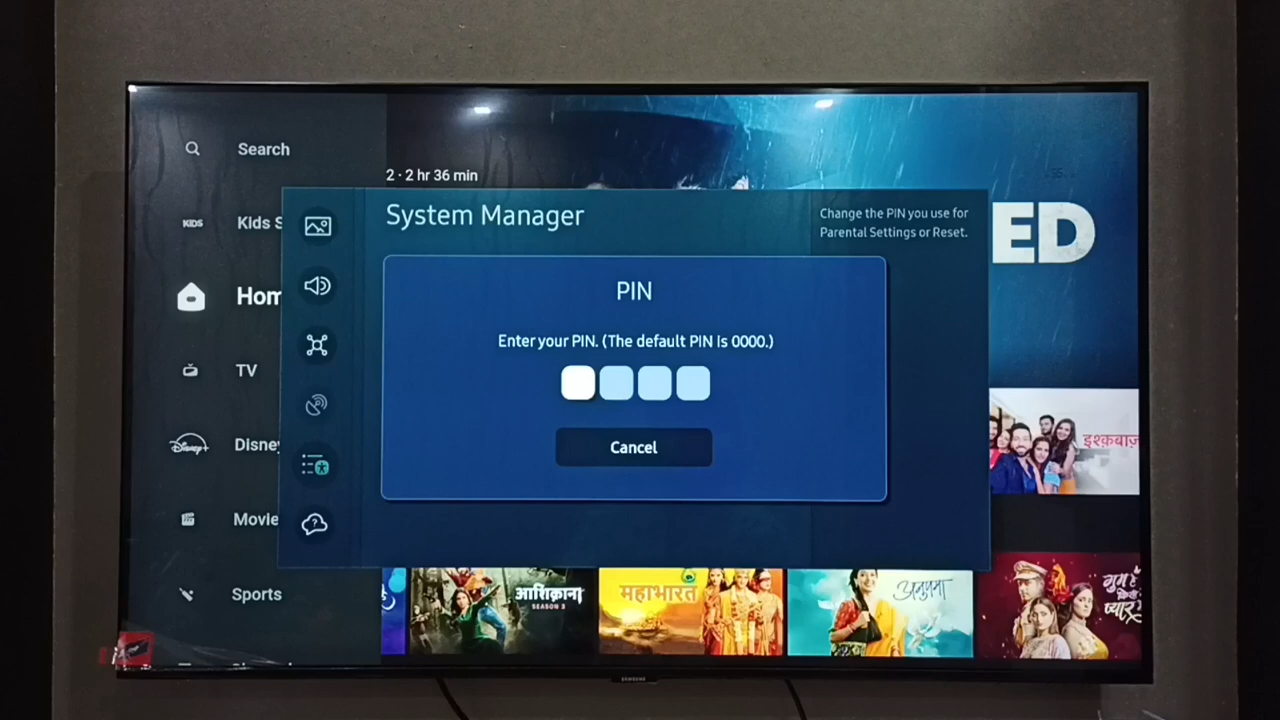 Search
2 · 2 hr 36 min
System Manager
Change the PIN you use for
Parental Settings or Reset.
KIDS
Kids S
ED
PIN
Hom
Enter your PIN. (The default PIN is 0000.)
TV
Disney+
Disney
इश्क़बाज़
Cancel
Movie
Sports
आशिक़ाना
SEASON 3
महाभारत
अनुपमा
SAMSUNG